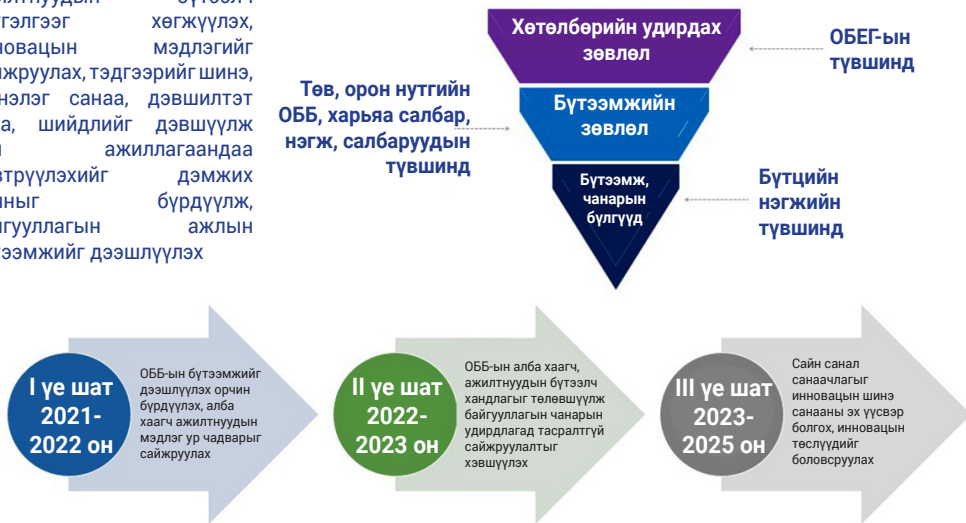 хөгжүүлэх,
мэдлэгийг
тэдгээрийг шинэ,
санаа, дэвшилтэт
шийдлийг дэвшүүлж
ажиллагаандаа
дэмжих
бүрдүүлж,
ажлын
дээшлүүлэх
Хөтөлбөрийн удирдах
зөвлөл
ОБЕГ-ын
түвшинд
Төв, орон нутгийн
ОББ, харьяа салбар,
нэгж, салбаруудын
түвшинд
Бүтээмжийн
зөвлөл
Бүтээмж,
чанарын
бүлгүүд
Бүтцийн
нэгжийн
түвшинд
I үе шат
2021-
2022 он
ОББ-ын бүтээмжийг
дээшлүүлэх орчин
бүрдүүлэх, алба
хаагч ажилтнуудын
мэдлэг ур чадварыг
сайжруулах
II үе шат
2022-
2023 он
ОББ-ын алба хаагч,
ажилтнуудын бүтээлч
хандлагыг төлөвшүүлж
байгууллагын чанарын
удирдлагад тасралтгүй
сайжруулалтыг
хэвшүүлэх
III үе шат
2023-
2025 он
Сайн санал
санаачлагыг
инновацын шинэ
санааны эх үүсвэр
болгох, инновацын
төслүүдийг
боловсруулах